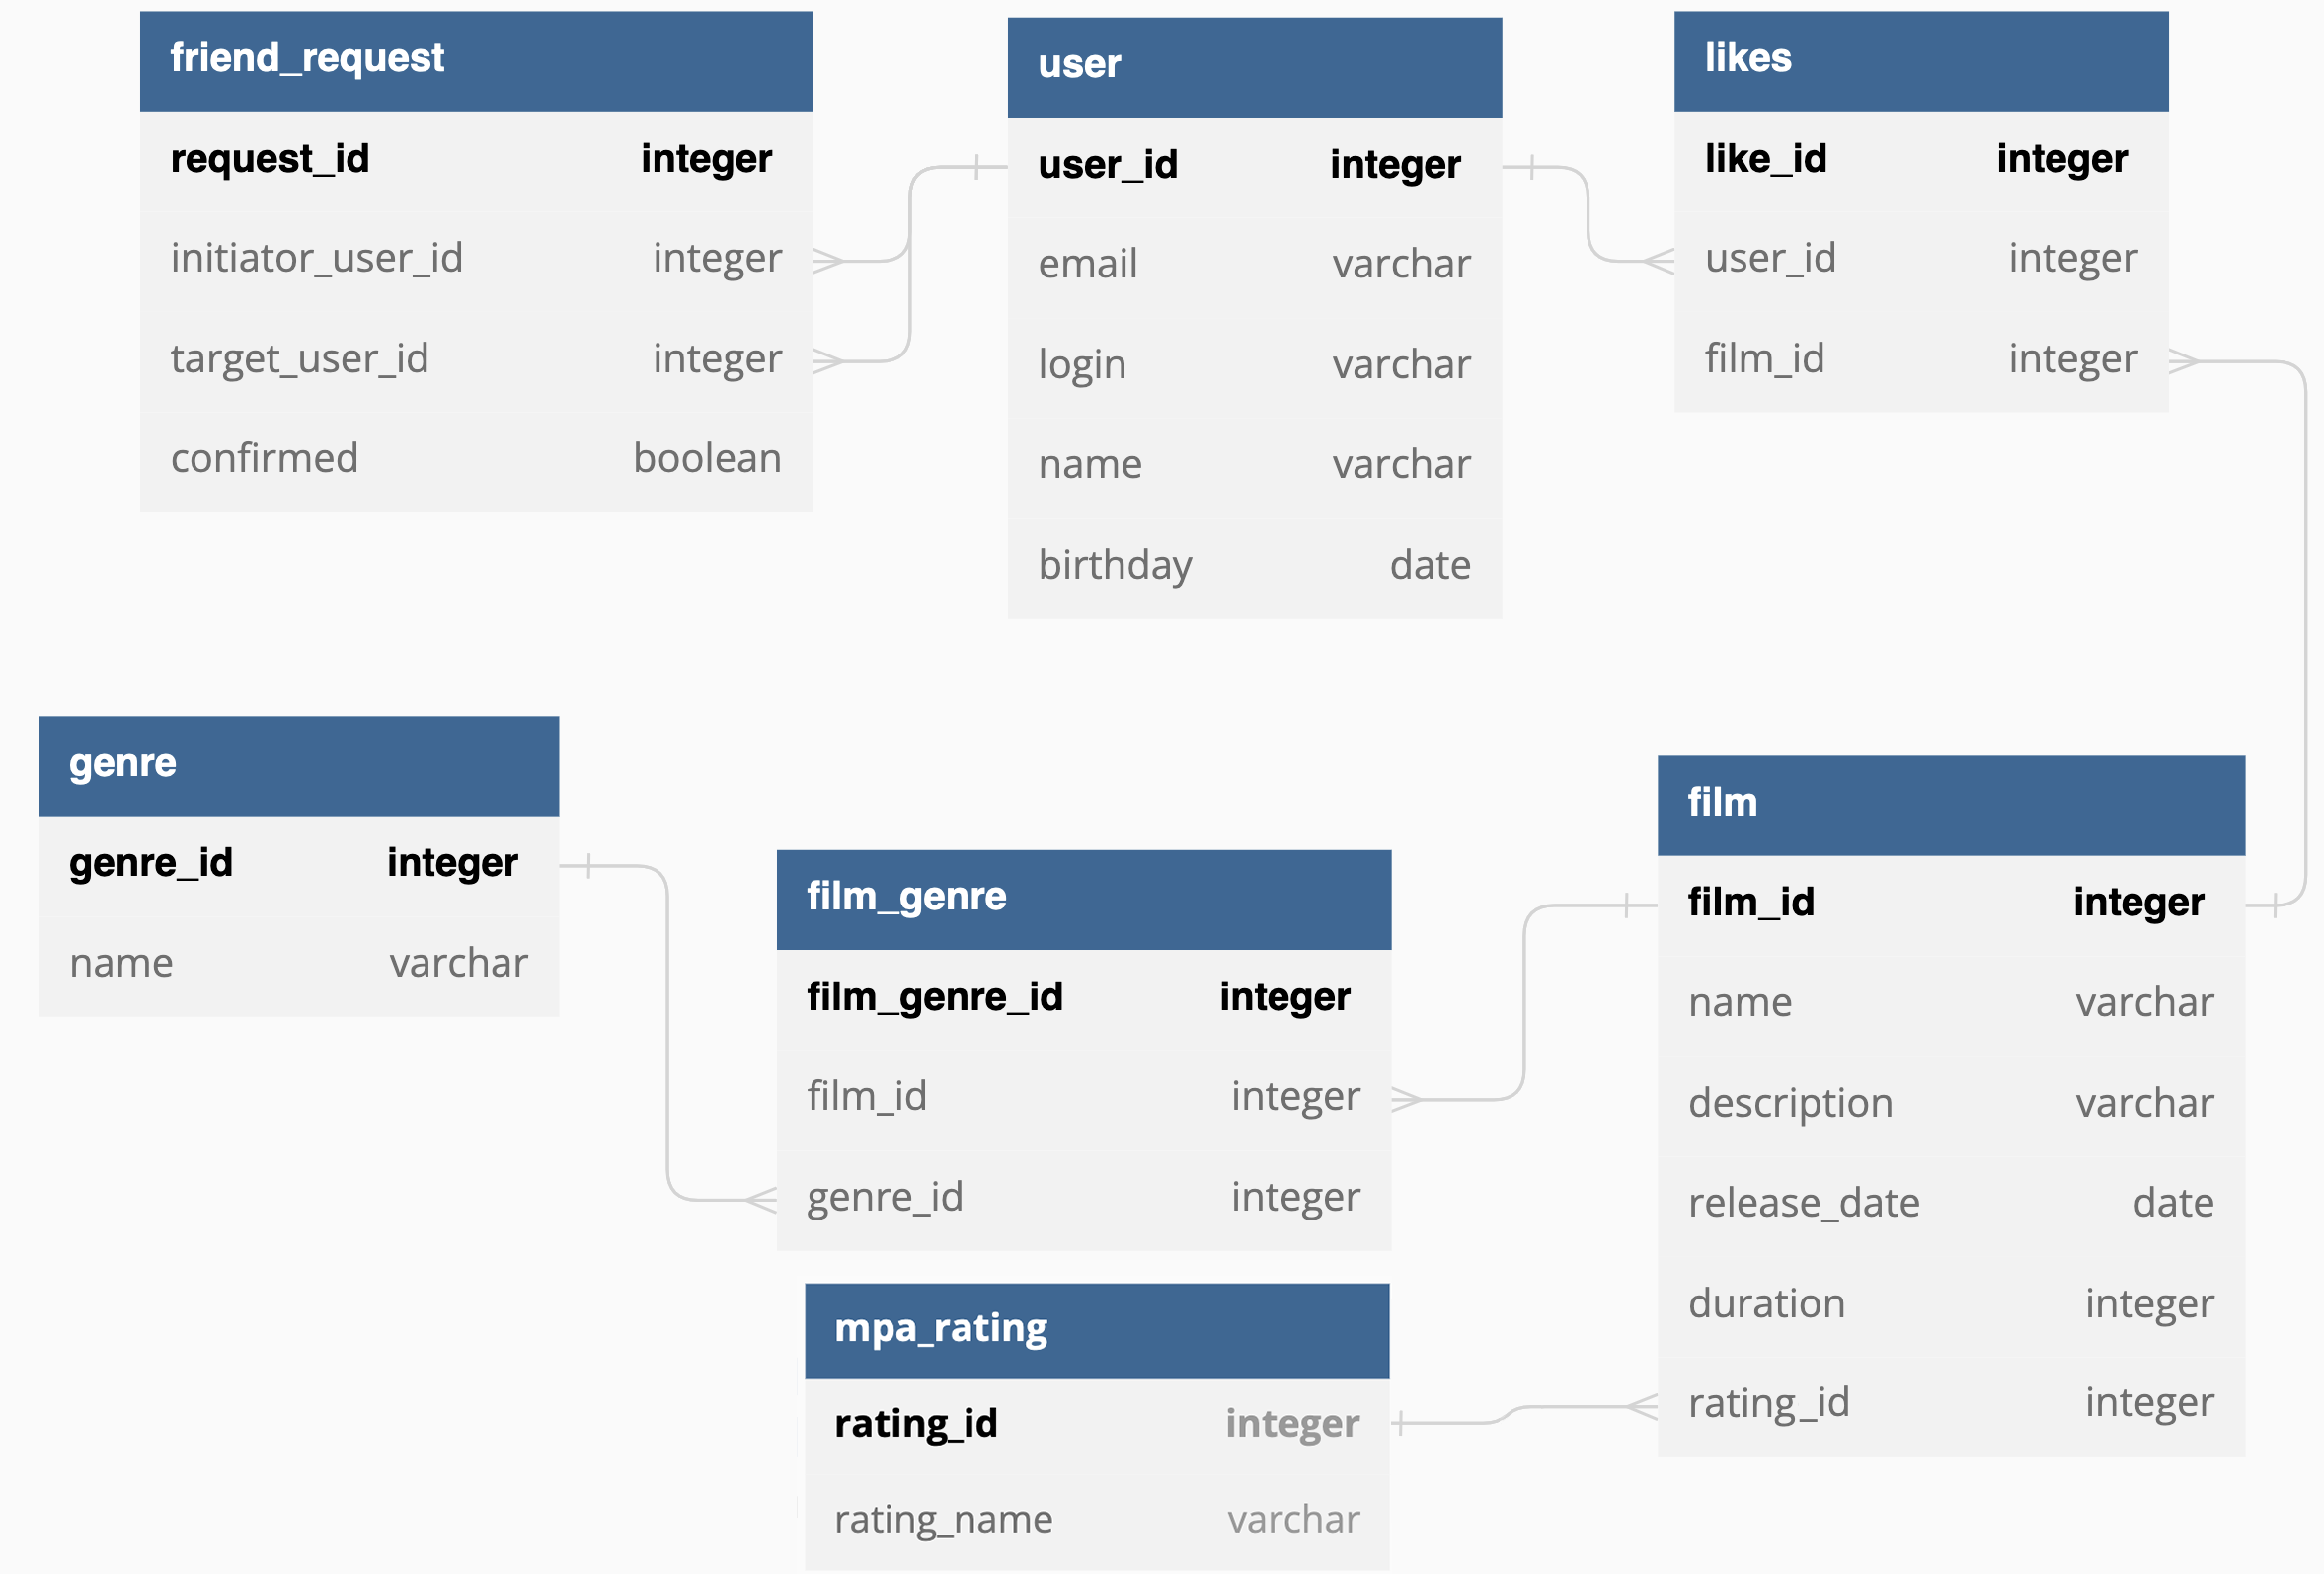 friend_request
request_id integer
initiator_user_id integer
target_user_id integer
confirmed boolean
user
user_id integer
email varchar
login varchar
name varchar
birthday date
likes
like_id integer
user_id integer
film_id integer
genre
genre_id integer
name varchar
film_genre
film_genre_id integer
film_id integer
genre_id integer
film
film_id integer
name varchar
description varchar
release_date date
duration integer
rating_id integer
mpa_rating
rating_id integer
rating_name varchar